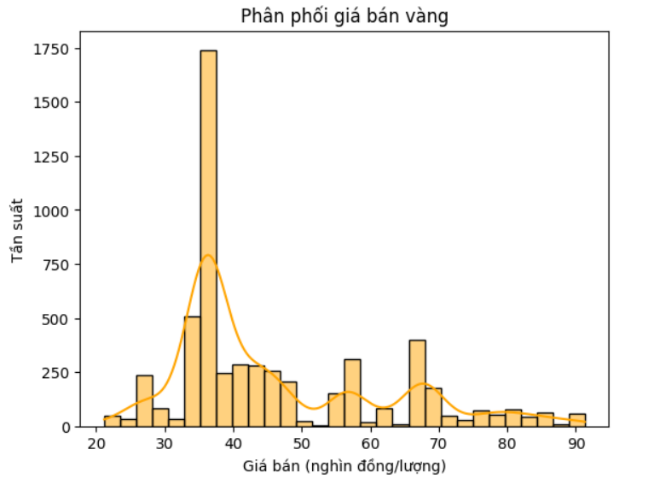 Phân phối giá bán vàng
1750
1500
1250
1000
750
500
250
0
Tần suất
20 30 40 50 60 70 80 90
Giá bán (nghìn đồng/lượng)